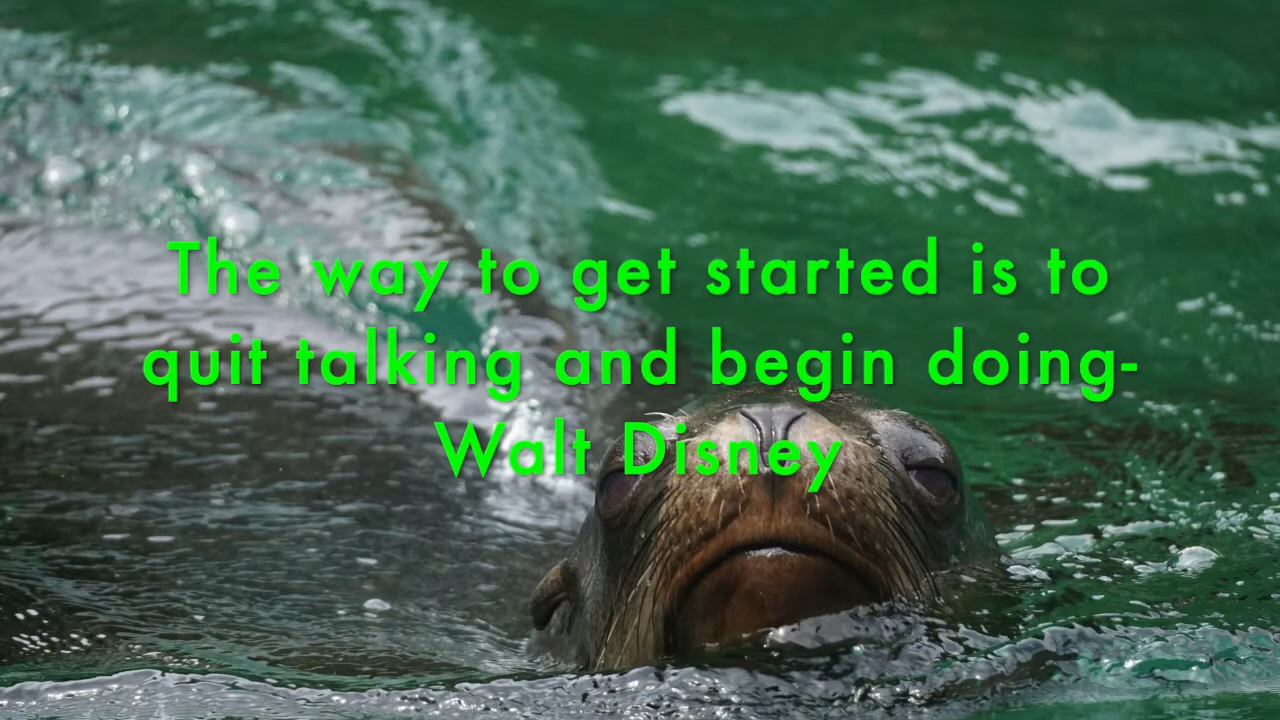 The way to get started is to
quit talking and begin doing-
Walt Disney